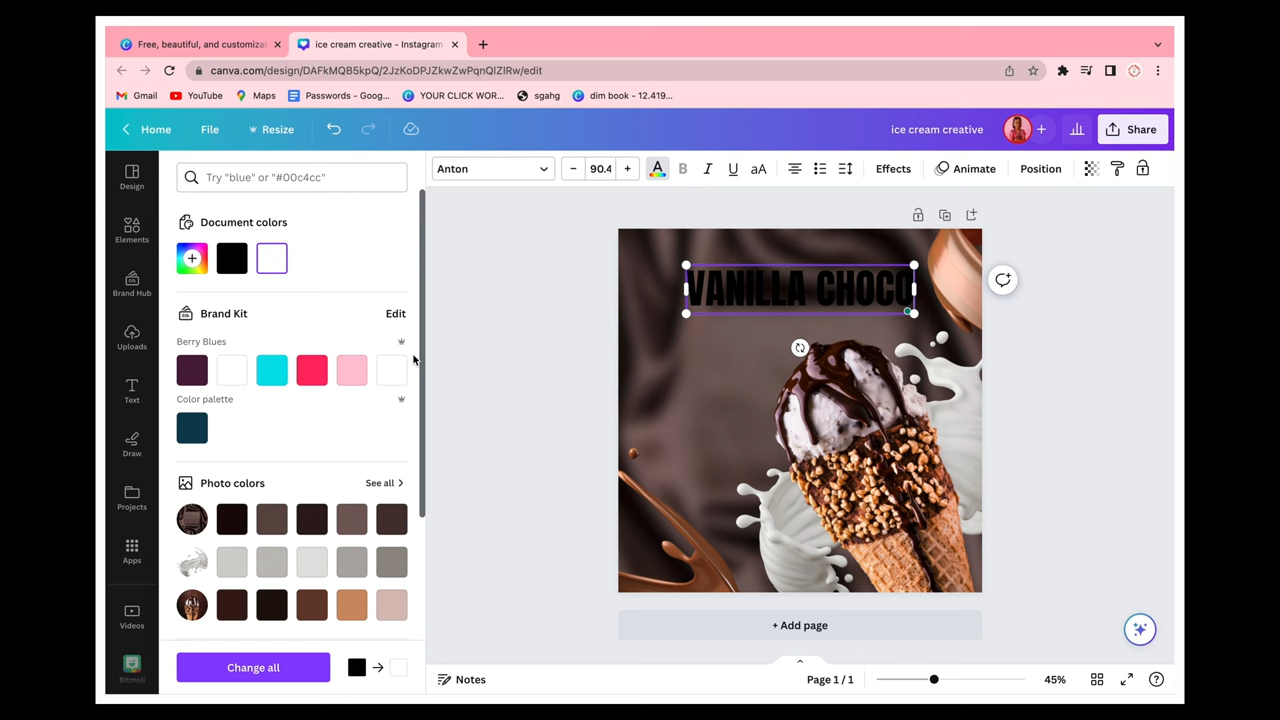 Free, beautiful, and customiza
ice cream creative - Instagram
canva.com/design/DAFkMQB5kpQ/2JzKoDPJZkwZwPqnQIZIRw/edit
Gmail YouTube Maps Passwords - Goog... YOUR CLICK WOR... sgahg dim book - 12.419...
Home File Resize ice cream creative Share
Design
Elements
Brand Hub
Uploads
Text
Draw
Projects
Apps
Videos
Bitmoji
Try "blue" or "#00c4cc"
Document colors
Brand Kit Edit
Berry Blues
Color palette
Photo colors See all
Change all
Anton 90.4 A B I U aA Effects Animate Position
VANILLA CHOCO
+ Add page
Notes Page 1 / 1 45%